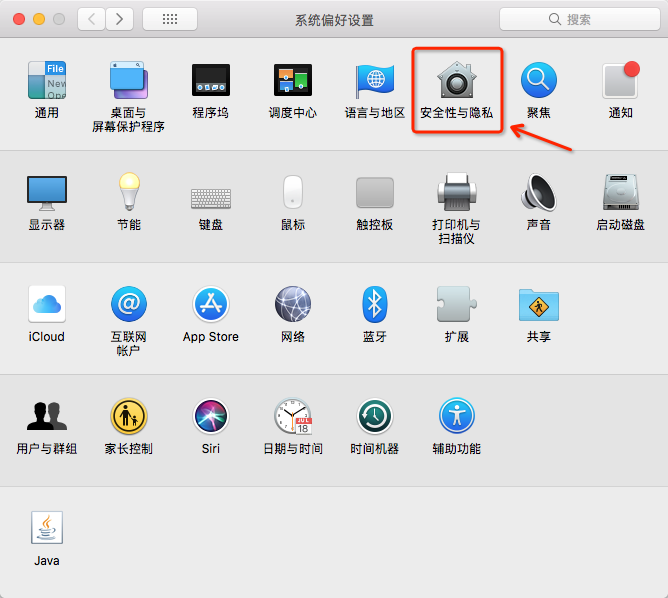 系统偏好设置
搜索
File
New
Ope
通用
桌面与
屏幕保护程序
程序坞
调度中心
语言与地区
安全性与隐私
聚焦
通知
显示器
节能
键盘
鼠标
触控板
打印机与
扫描仪
声音
启动磁盘
@
iCloud
互联网
帐户
App Store
网络
蓝牙
扩展
共享
JUL
18
用户与群组
家长控制
Siri
日期与时间
时间机器
辅助功能
Java